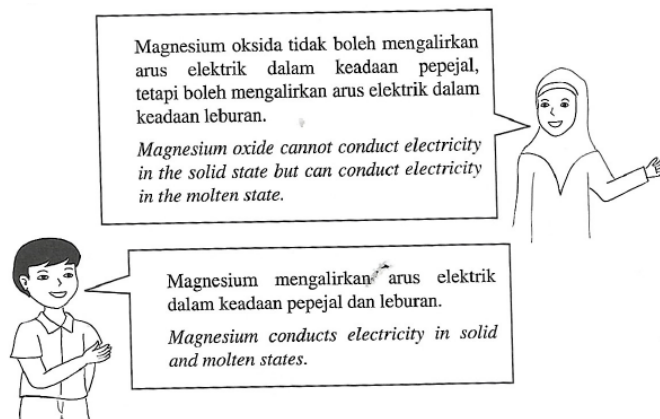 Magnesium oksida tidak boleh mengalirkan
arus elektrik dalam keadaan pepejal,
tetapi boleh mengalirkan arus elektrik dalam
keadaan leburan.
Magnesium oxide cannot conduct electricity
in the solid state but can conduct electricity
in the molten state.
Magnesium mengalirkan arus elektrik
dalam keadaan pepejal dan leburan.
Magnesium conducts electricity in solid
and molten states.